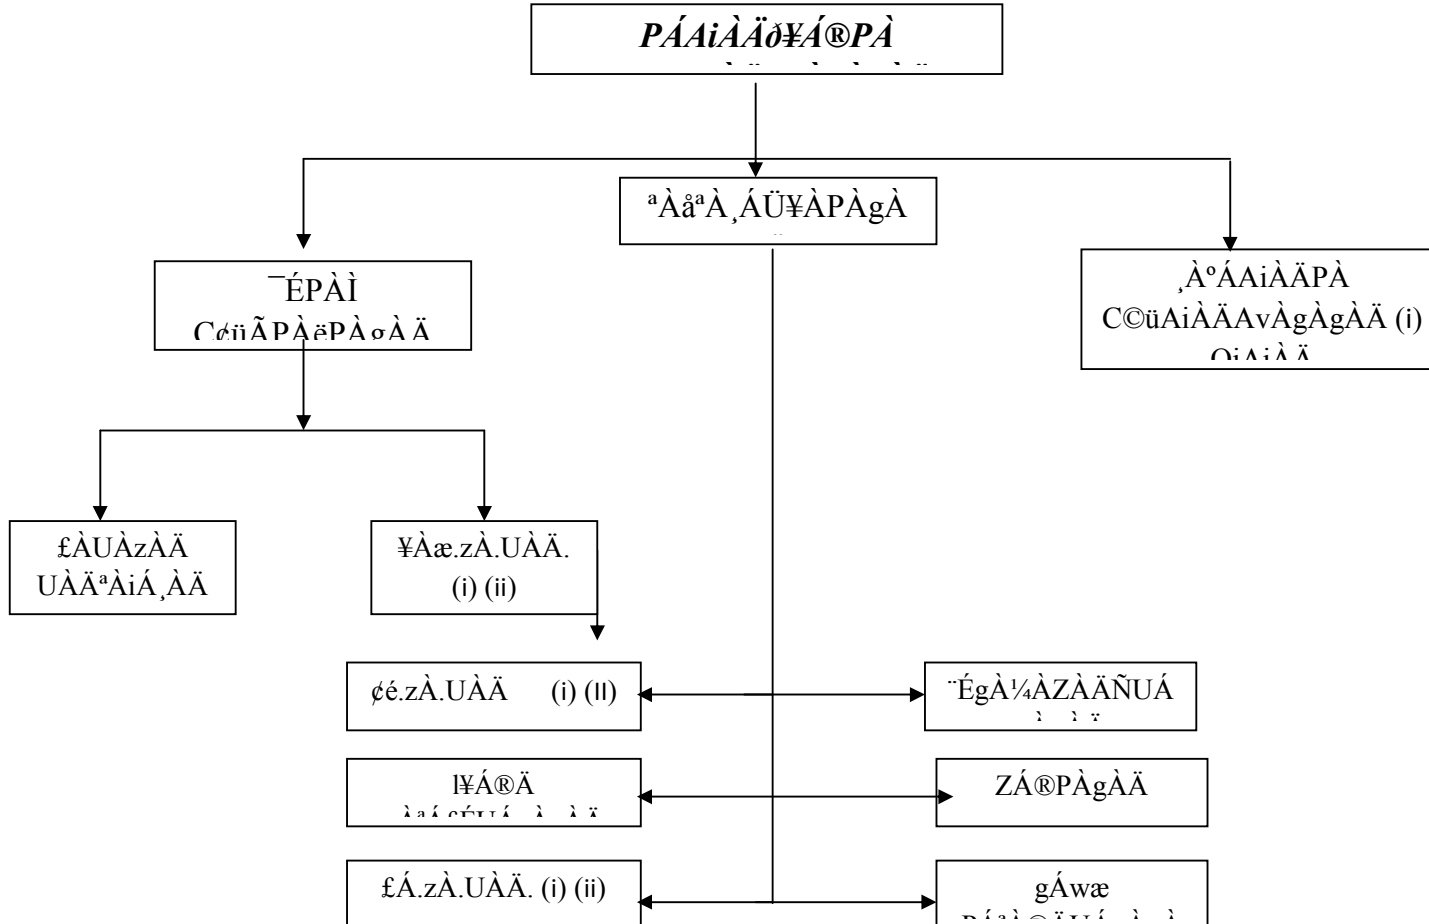 PÁAiÀÄð¥Á®PÀ
ªÀåªÀ¸ÁÜ¥ÀPÀgÀ
¯ÉPÀÌ
C¢üÃPÀëPÀgÀÄ
¸ÀºÁAiÀÄPÀ
C©üAiÀÄAvÀgÀgÀÄ (i)
£ÀUÀzÀÄ
UÀÄªÀiÁ¸ÀÄ
¥Àæ.zÀ.UÀÄ.
(i) (ii)
¢é.zÀ.UÀÄ (i) (II)
¨ÉgÀ¼ÀZÀÄÑUÁ
l¥Á®Ä
ZÁ®PÀgÀÄ
£Á.zÀ.UÀÄ. (i) (ii)
gÁwæ